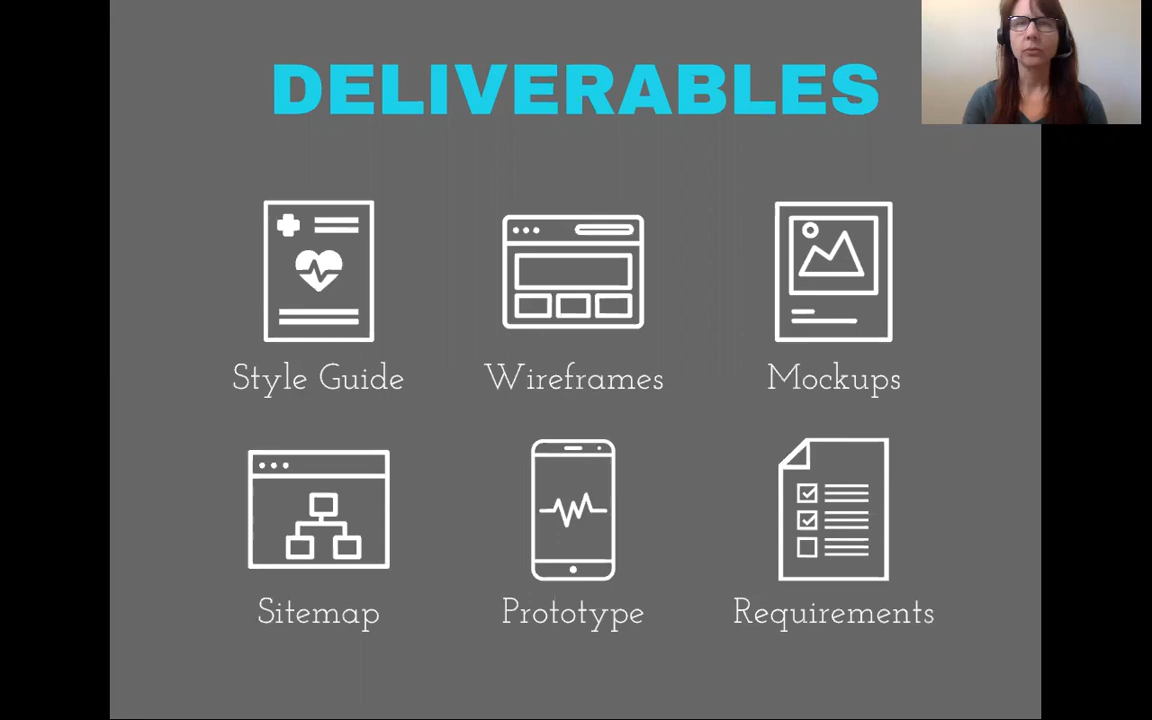 DELIVERABLES
Style Guide
Wireframes
Mockups
Sitemap
Prototype
Requirements